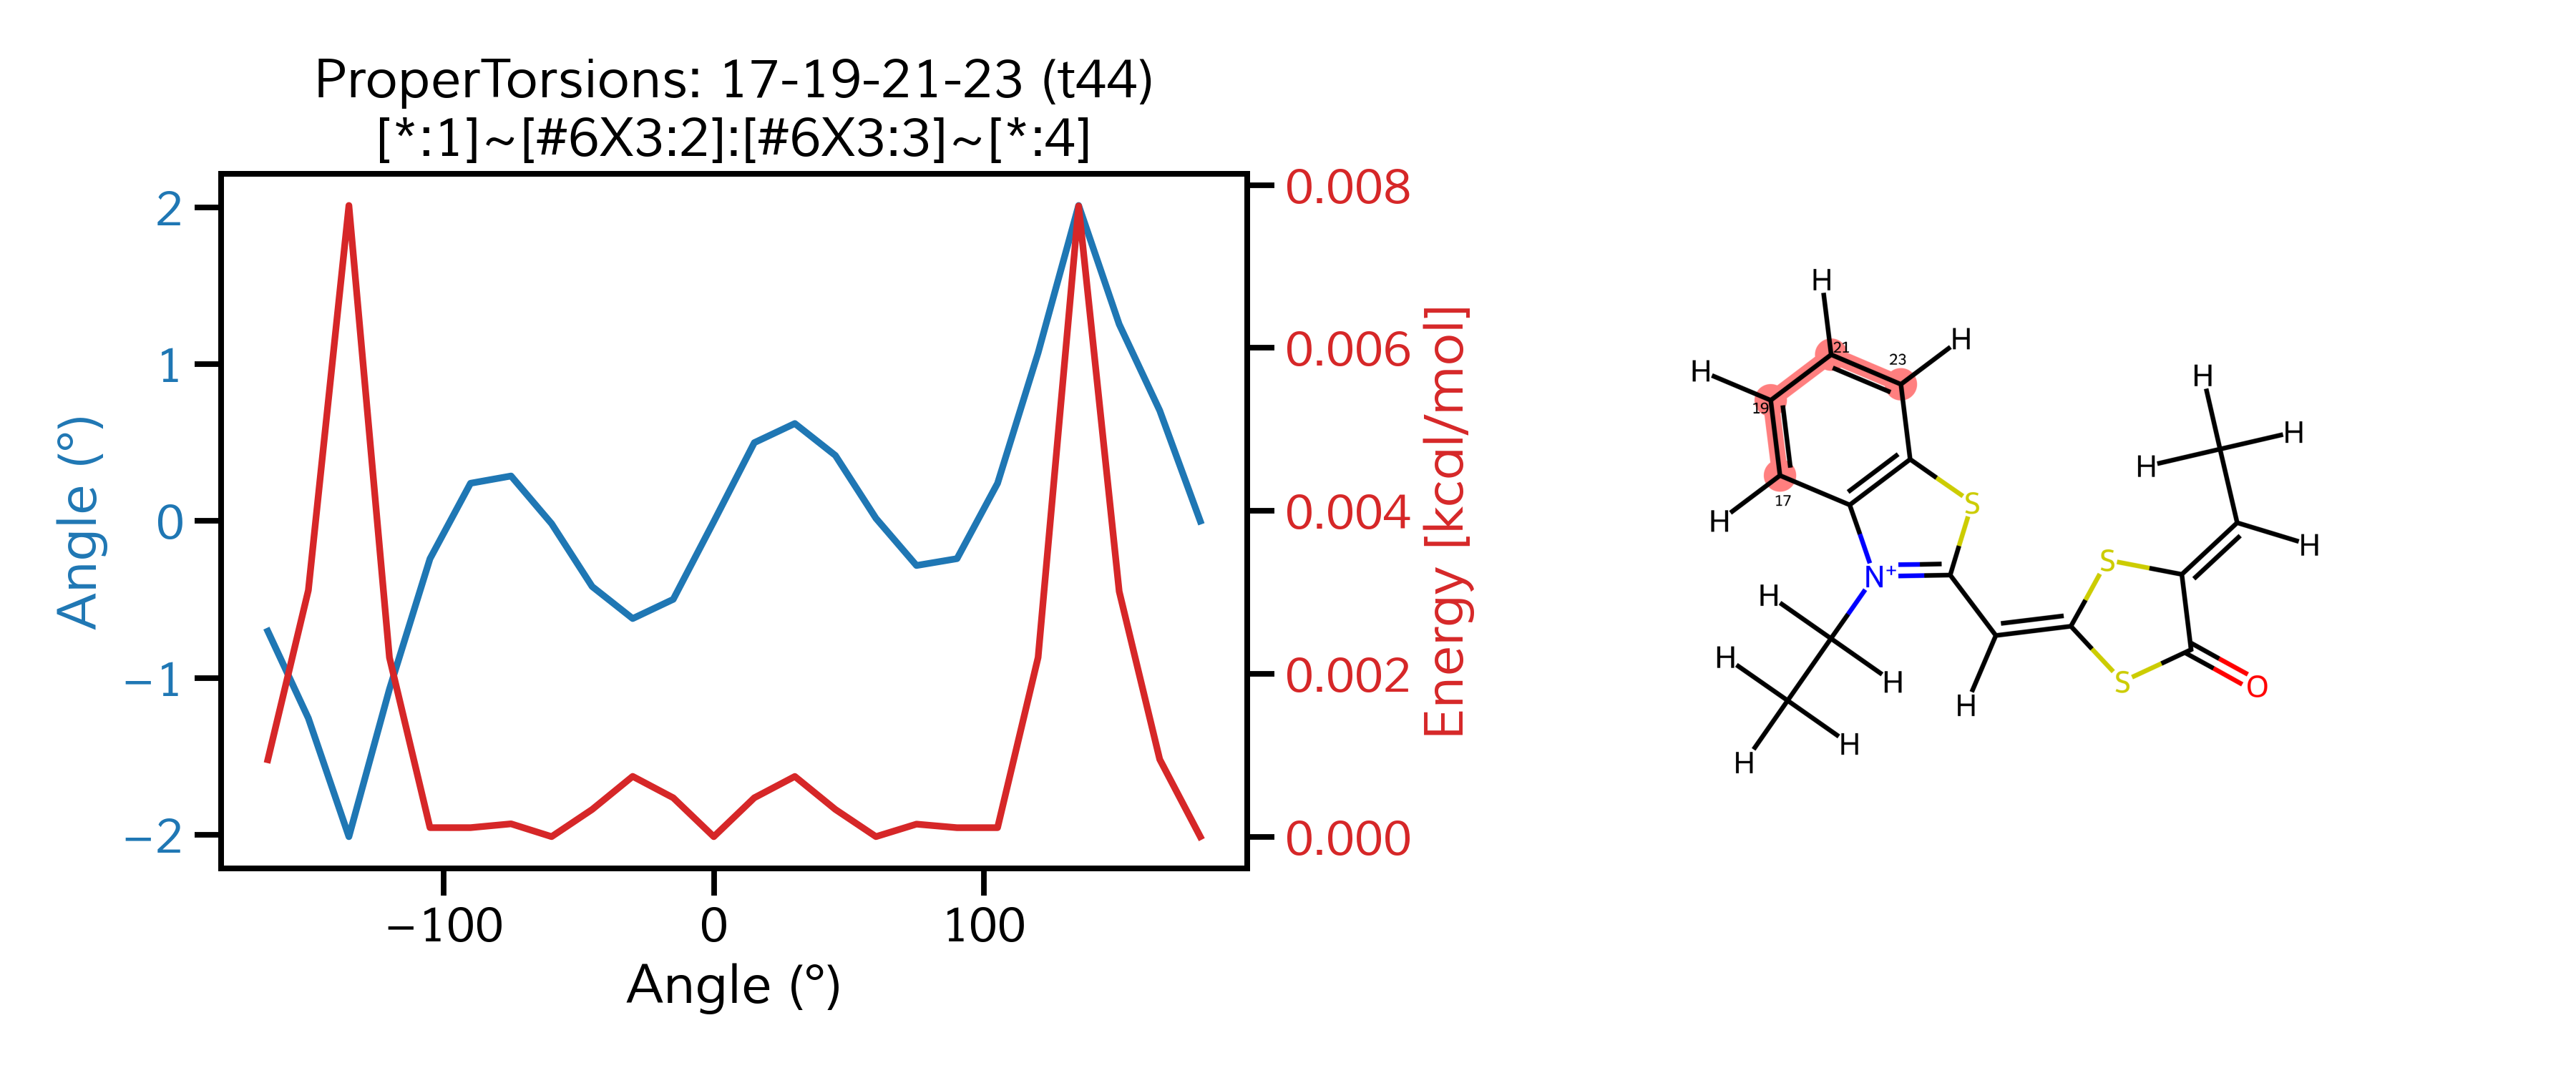 ProperTorsions: 17-19-21-23 (t44)
[*:1]~[#6X3:2]:[#6X3:3]~[*:4]
2
1
0
−1
−2
Angle (°)
0.008
0.006
0.004
0.002
0.000
Energy [kcal/mol]
−100
0
100
Angle (°)
H
H
21
23
H
19
17
H
S
N+
H
H
H
H
H
H
S
S
O
H
H
H
H